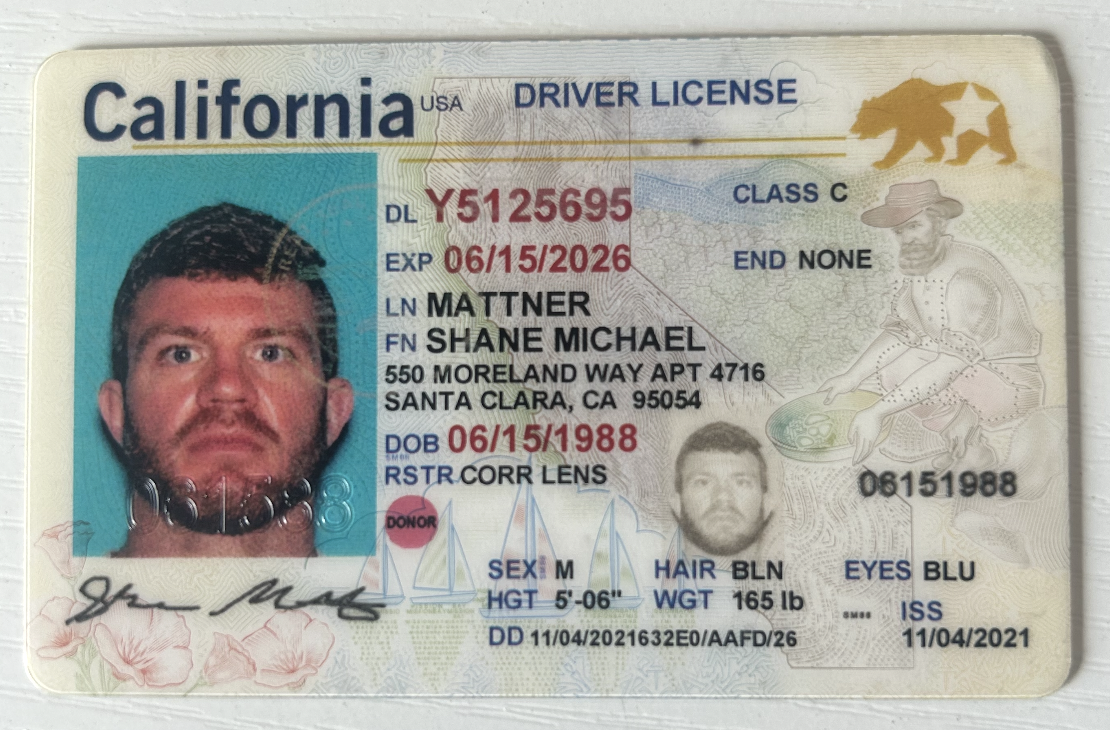 California USA DRIVER LICENSE
DL Y5125695 CLASS C
EXP 06/15/2026 END NONE
LN MATTNER
FN SHANE MICHAEL
550 MORELAND WAY APT 4716
SANTA CLARA, CA 95054
DOB 06/15/1988
RSTR CORR LENS 06151988
DONOR
SEX M HAIR BLN EYES BLU
HGT 5'-06" WGT 165 lb ISS
DD 11/04/2021632E0/AAFD/26 11/04/2021